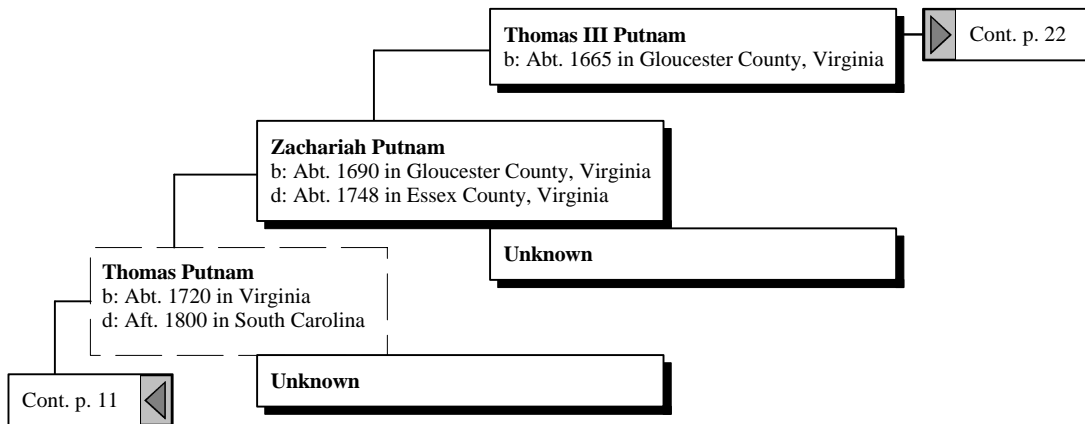 Thomas III Putnam
b: Abt. 1665 in Gloucester County, Virginia
Cont. p. 22
Zachariah Putnam
b: Abt. 1690 in Gloucester County, Virginia
d: Abt. 1748 in Essex County, Virginia
Unknown
Thomas Putnam
b: Abt. 1720 in Virginia
d: Aft. 1800 in South Carolina
Unknown
Cont. p. 11